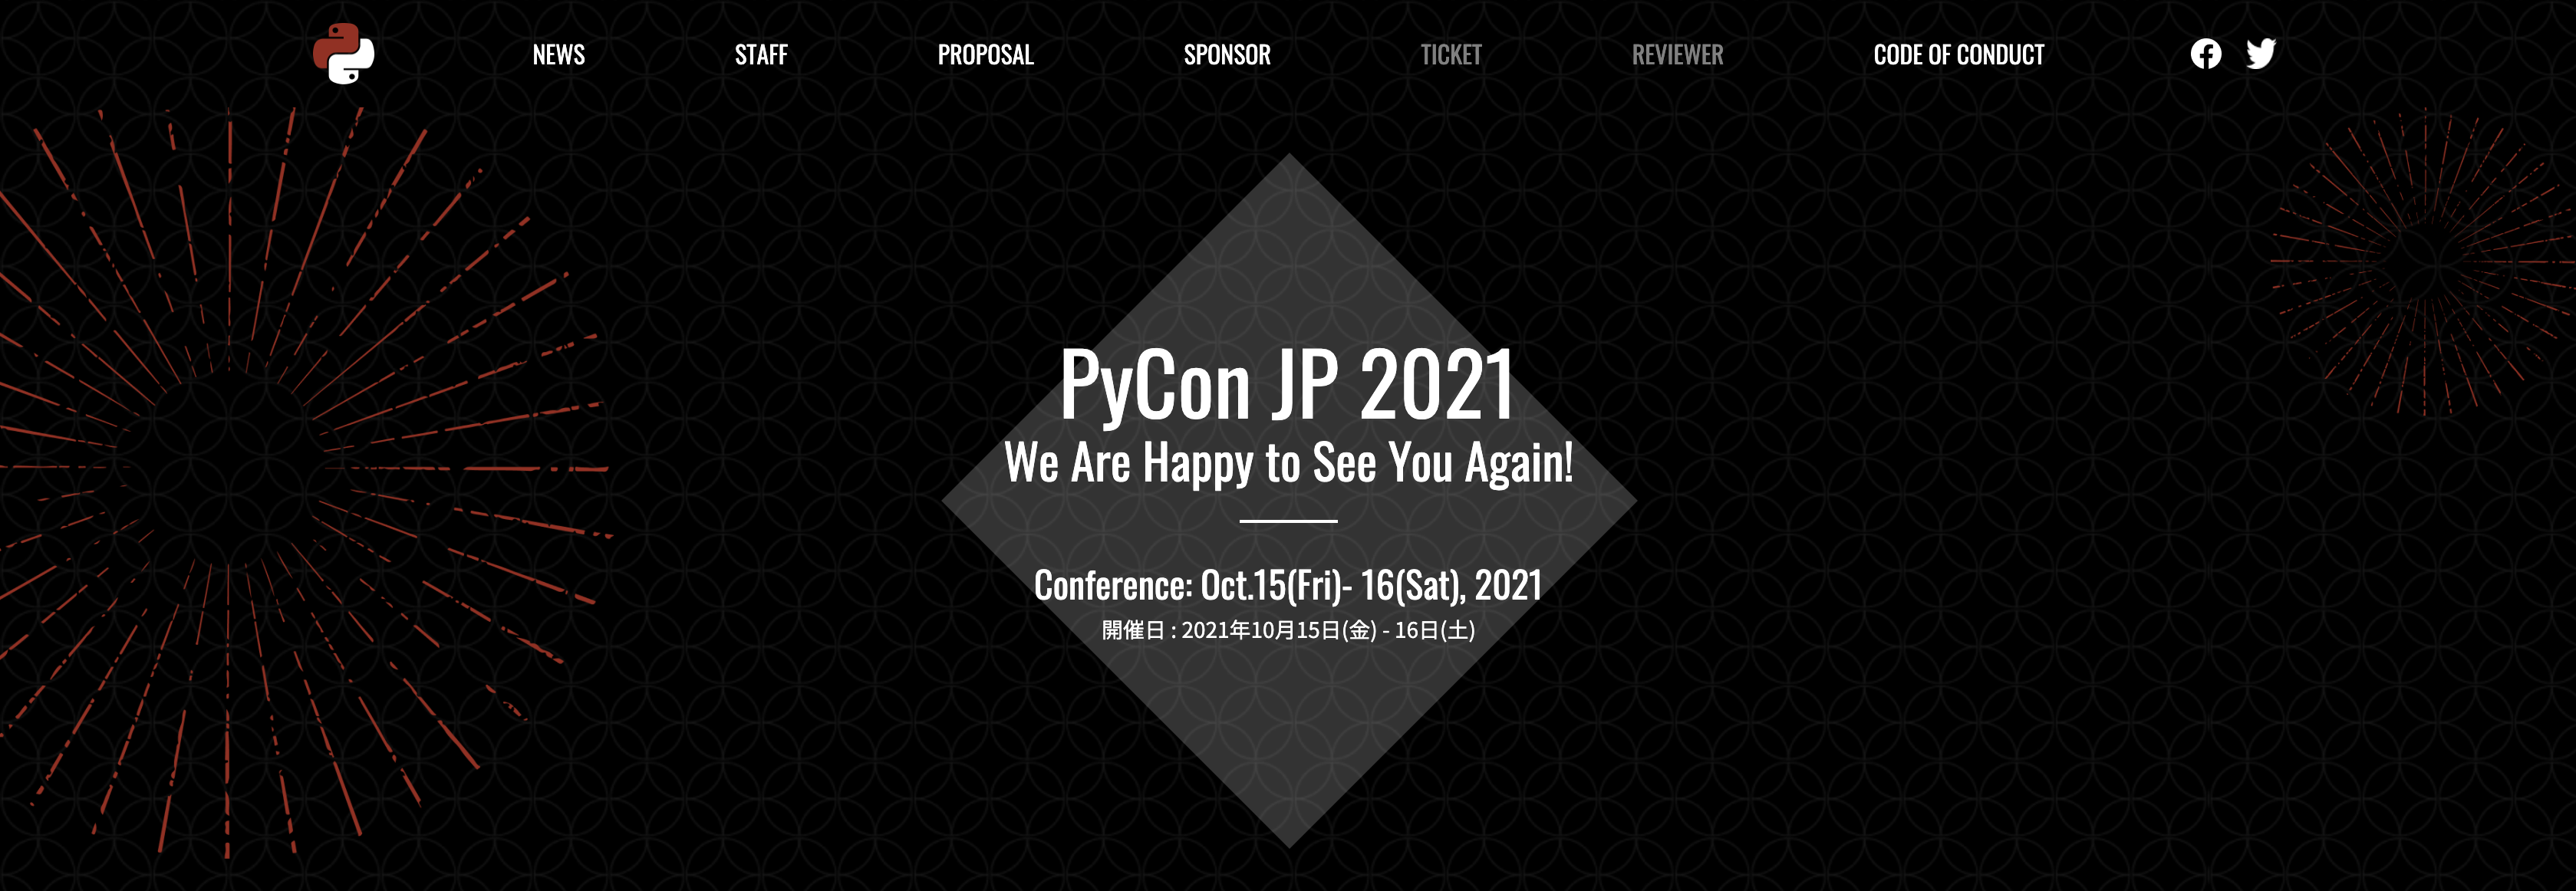 NEWS STAFF PROPOSAL SPONSOR TICKET REVIEWER CODE OF CONDUCT
PyCon JP 2021
We Are Happy to See You Again!
Conference: Oct.15(Fri)- 16(Sat), 2021
開催日 : 2021年10月15日(金) - 16日(土)